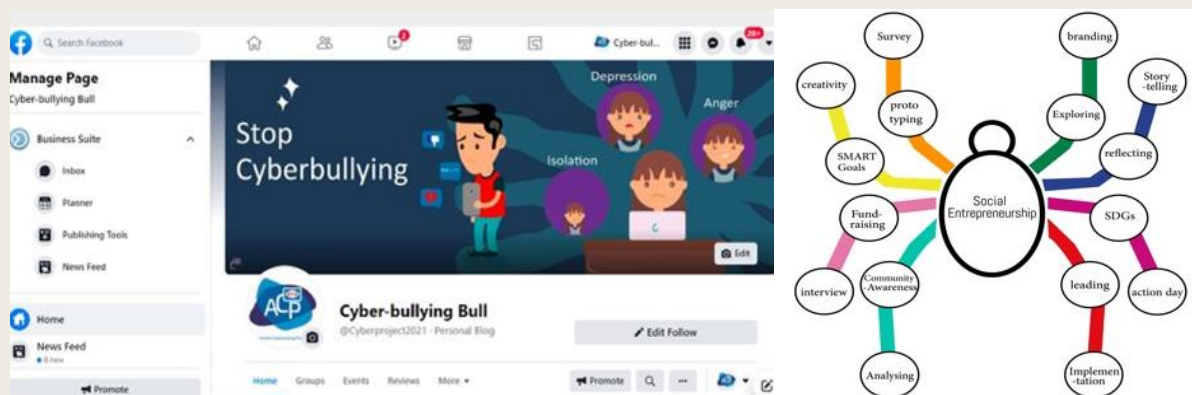 Search Facebook
2
Cyber-bul...
20+
Manage Page
Cyber-bullying Bull
Business Suite
Inbox
Planner
Publishing Tools
News Feed
Home
News Feed
8 new
Promote
Stop
Cyberbullying
Depression
Anger
Isolation
Edit
ACP
Cyber-bullying Bull
@Cyberproject2021 · Personal Blog
Edit Follow
Home Groups Events Reviews More
Promote
Survey
branding
creativity
Story
-telling
proto
typing
Exploring
SMART
Goals
reflecting
Social
Entrepreneurship
Fund-
raising
SDGs
interview
Community
-Awareness
leading
action day
Analysing
Implemen
-tation